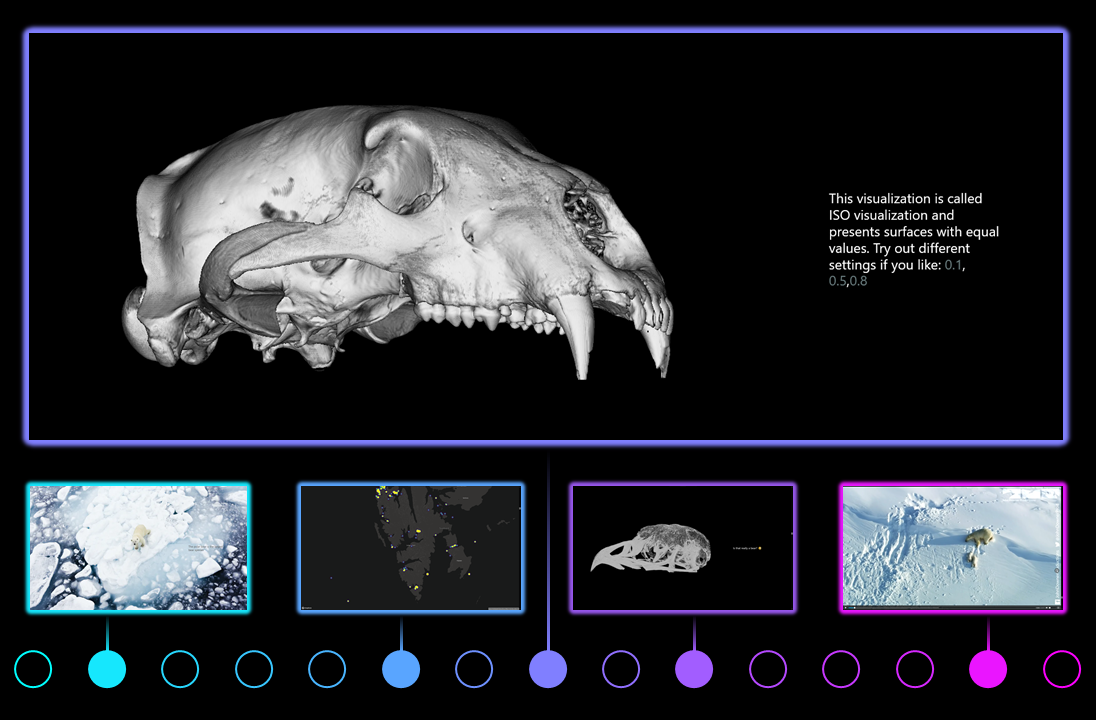 This visualization is called
ISO visualization and
presents surfaces with equal
values. Try out different
settings if you like: 0.1,
0.5,0.8